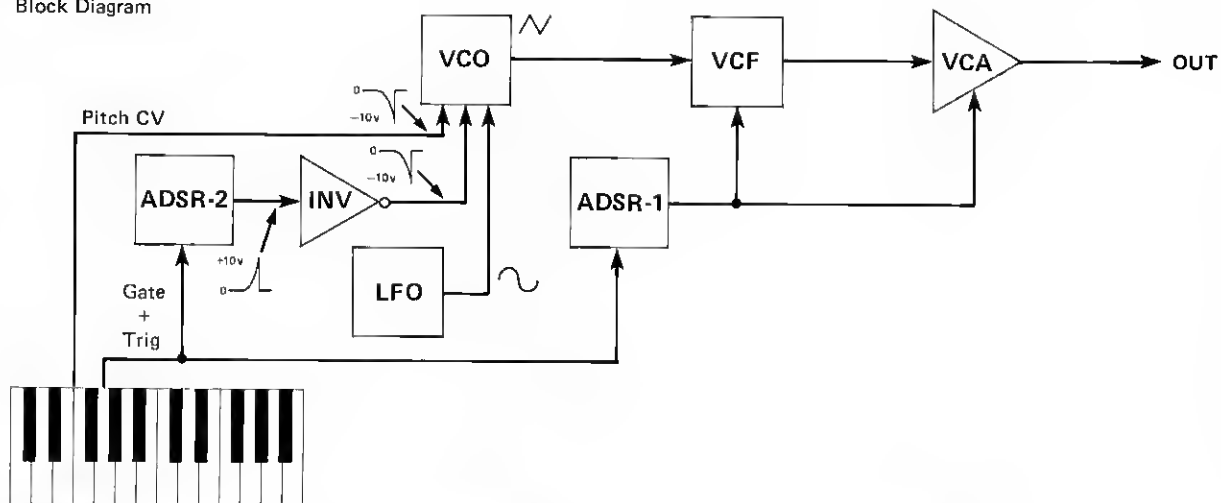 Block Diagram
VCO
VCF
VCA
OUT
0
−10v
Pitch CV
0
−10v
ADSR-2
INV
ADSR-1
+10v
0
LFO
Gate
+
Trig